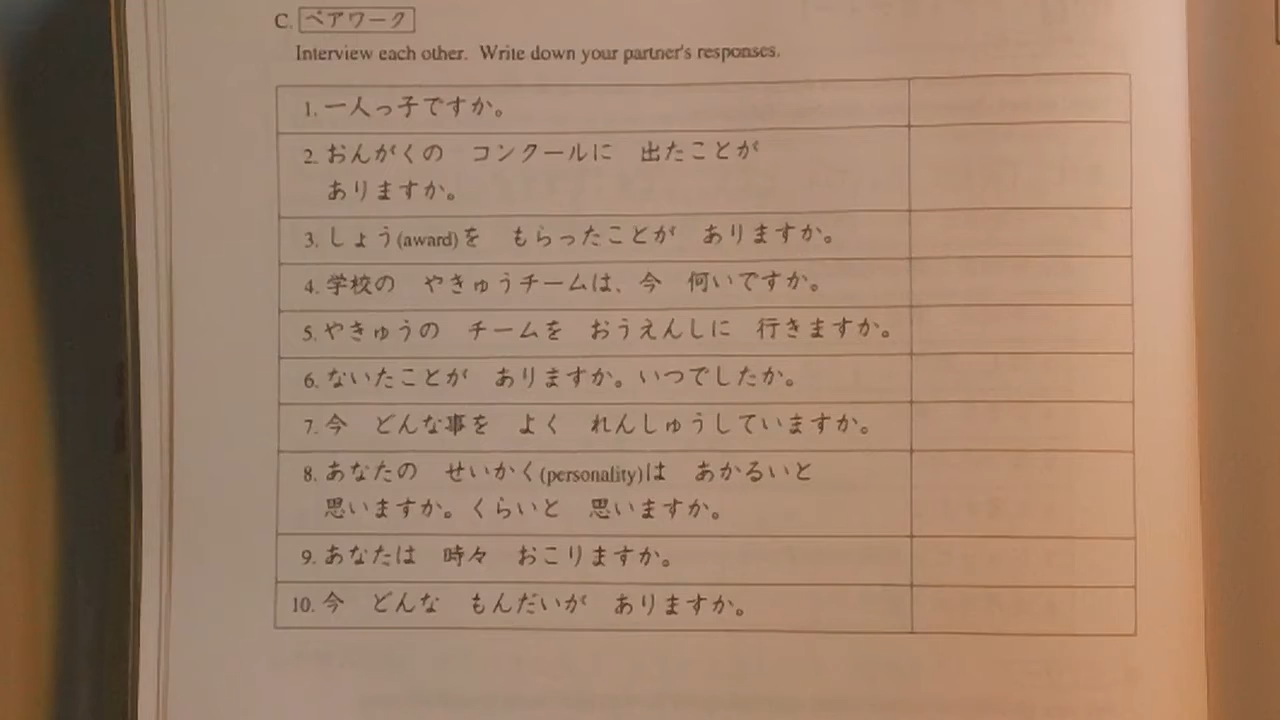 C. ペアワーク
Interview each other. Write down your partner's responses.
1. 一人っ子ですか。
2. おんがくの コンクールに 出たことが
ありますか。
3. しょう(award)を もらったことが ありますか。
4. 学校の やきゅうチームは、今 何いですか。
5. やきゅうの チームを おうえんしに 行きますか。
6. ないたことが ありますか。いつでしたか。
7. 今 どんな事を よく れんしゅうしていますか。
8. あなたの せいかく(personality)は あかるいと
思いますか。くらいと 思いますか。
9. あなたは 時々 おこりますか。
10. 今 どんな もんだいが ありますか。